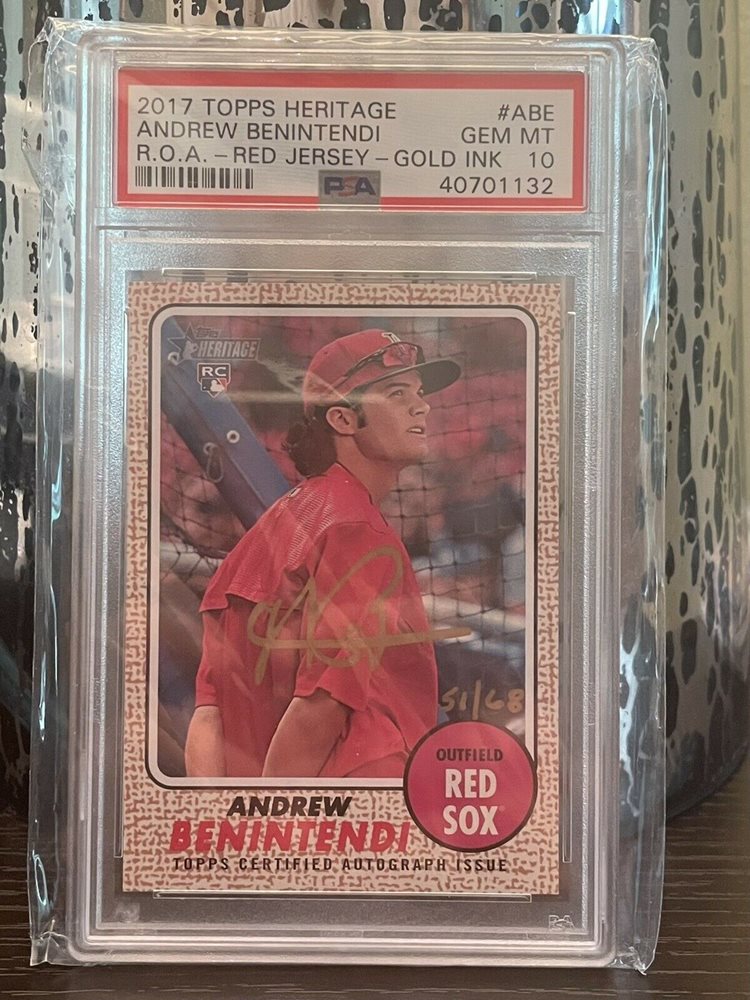 2017 TOPPS HERITAGE #ABE
ANDREW BENINTENDI GEM MT
R.O.A. – RED JERSEY – GOLD INK 10
PSA 40701132
Topps
HERITAGE
RC
51/68
OUTFIELD
RED
SOX
ANDREW
BENINTENDI
TOPPS CERTIFIED AUTOGRAPH ISSUE
PSA